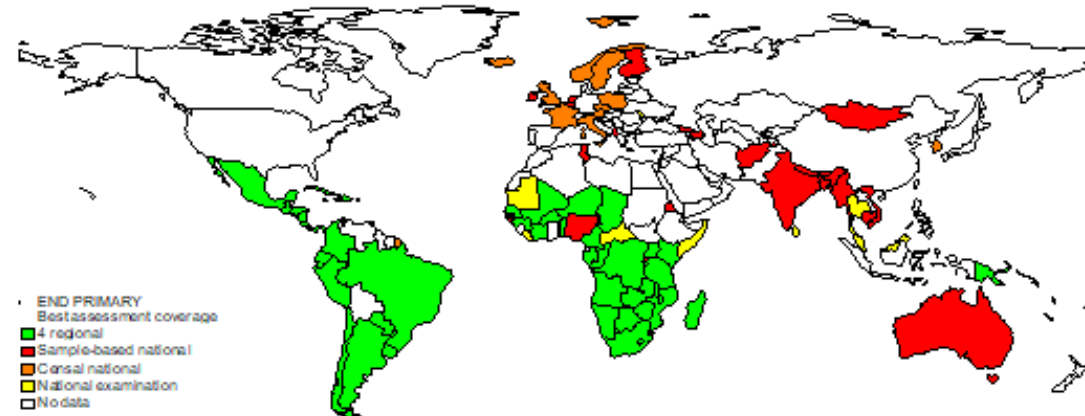 END PRIMARY
Best assessment coverage
4 regional
Sample-based national
Censal national
National examination
No data